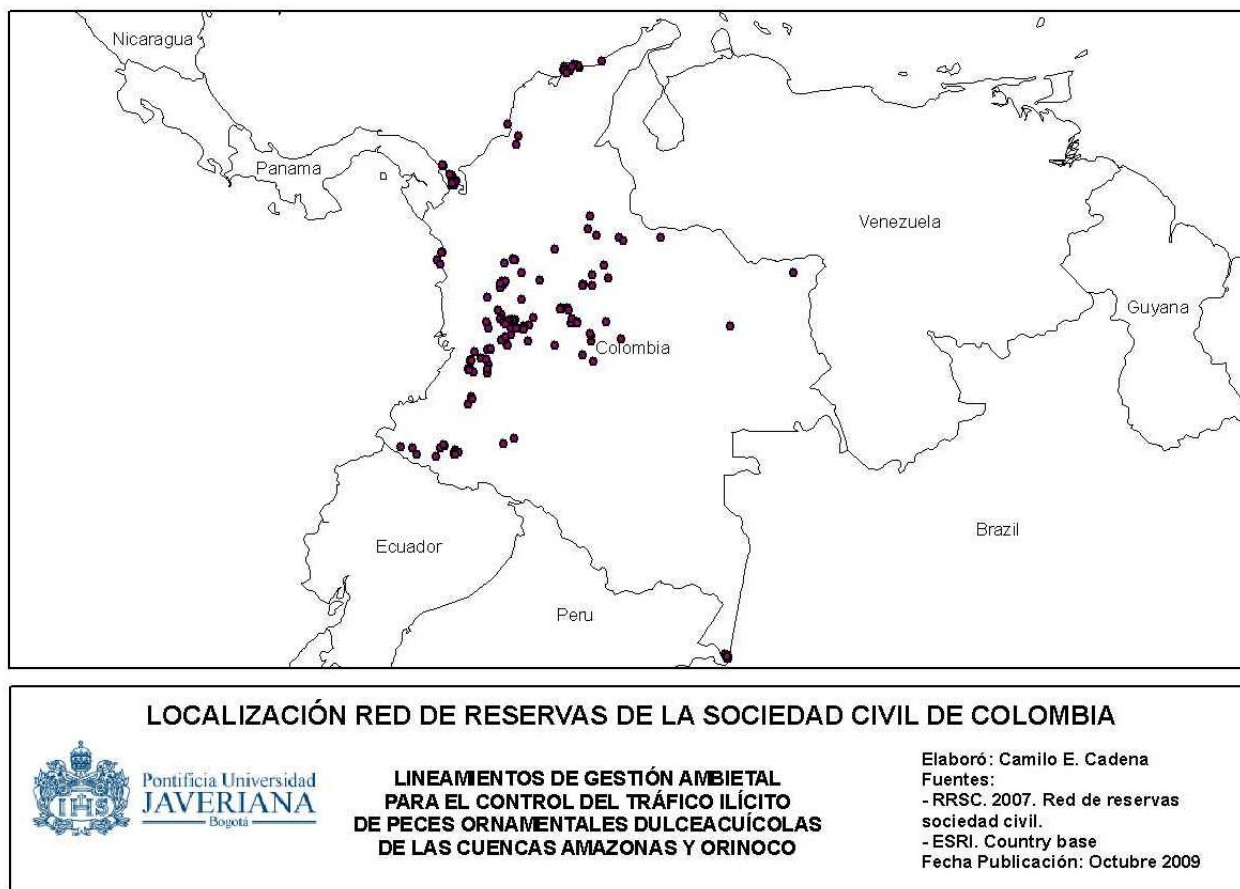 Nicaragua
Panama
Venezuela
Guyana
Colombia
Ecuador
Brazil
Peru
LOCALIZACIÓN RED DE RESERVAS DE LA SOCIEDAD CIVIL DE COLOMBIA
IHS
Pontificia Universidad
JAVERIANA
Bogotá
LINEAMIENTOS DE GESTIÓN AMBIETAL
PARA EL CONTROL DEL TRÁFICO ILÍCITO
DE PECES ORNAMENTALES DULCEACUÍCOLAS
DE LAS CUENCAS AMAZONAS Y ORINOCO
Elaboró: Camilo E. Cadena
Fuentes:
- RRSC. 2007. Red de reservas
sociedad civil.
- ESRI. Country base
Fecha Publicación: Octubre 2009